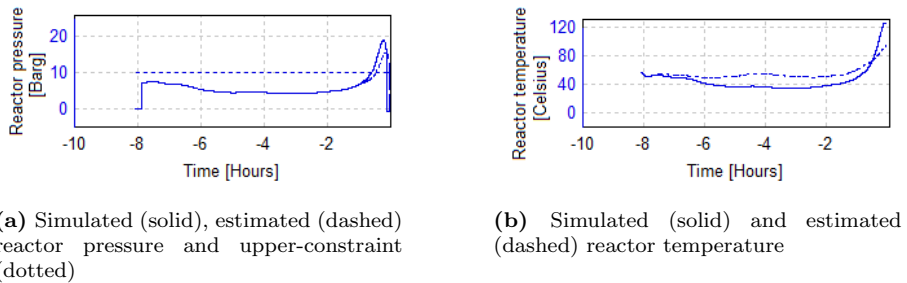 Reactor pressure
[Barg]
20
10
0
-10
-8
-6
-4
-2
Time [Hours]
(a) Simulated (solid), estimated (dashed)
reactor pressure and upper-constraint
(dotted)
Reactor temperature
[Celsius]
120
80
40
0
-10
-8
-6
-4
-2
Time [Hours]
(b) Simulated (solid) and estimated
(dashed) reactor temperature